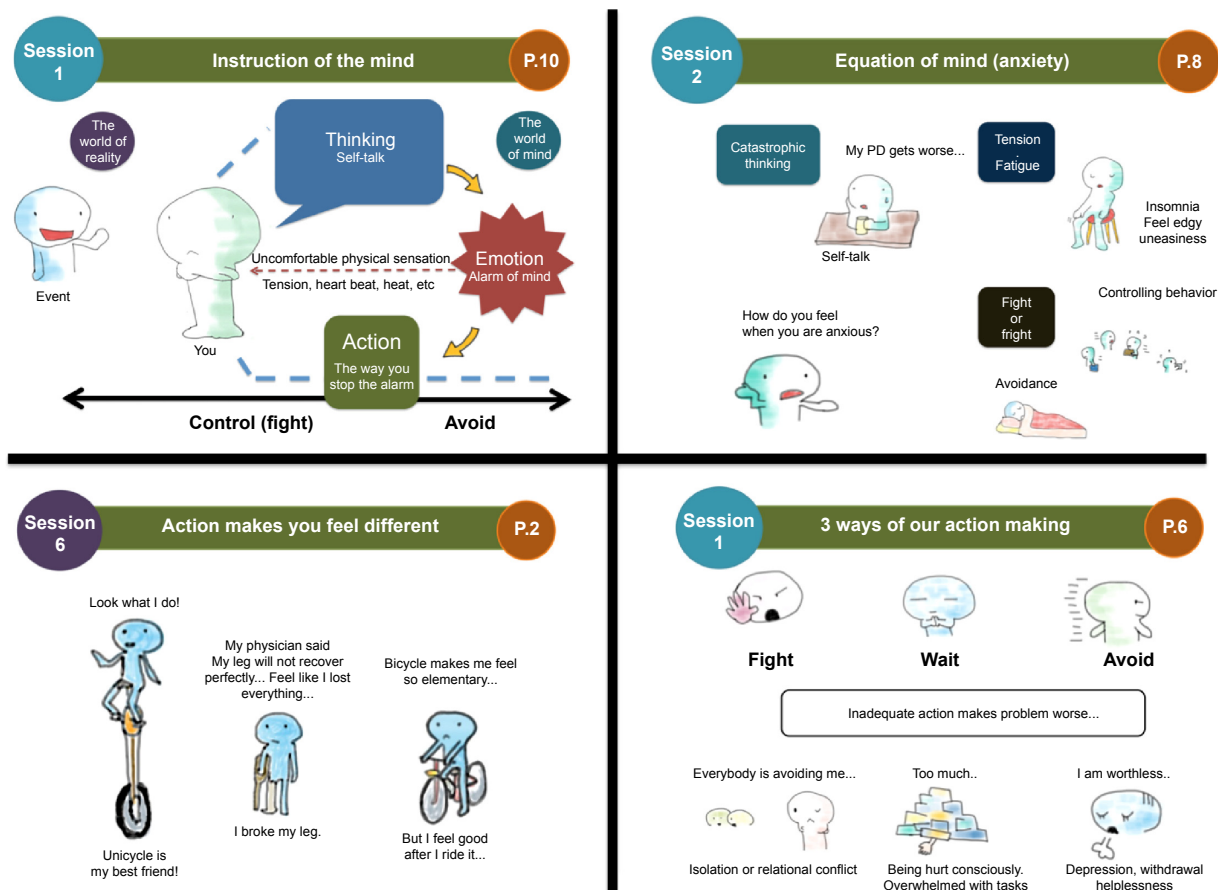 Session
1
Instruction of the mind
P.10
The
world of
reality
Thinking
Self-talk
The
world
of mind
Event
You
Uncomfortable physical sensation
Tension, heart beat, heat, etc
Emotion
Alarm of mind
Action
The way you
stop the alarm
Control (fight)
Avoid
Session
2
Equation of mind (anxiety)
P.8
Catastrophic
thinking
My PD gets worse...
Self-talk
Tension
.
Fatigue
Insomnia
Feel edgy
uneasiness
How do you feel
when you are anxious?
Fight
or
fright
Controlling behavior
Avoidance
Session
6
Action makes you feel different
P.2
Look what I do!
Unicycle is
my best friend!
My physician said
My leg will not recover
perfectly... Feel like I lost
everything...
I broke my leg.
Bicycle makes me feel
so elementary...
But I feel good
after I ride it...
Session
1
3 ways of our action making
P.6
Fight
Wait
Avoid
Inadequate action makes problem worse...
Everybody is avoiding me...
Isolation or relational conflict
Too much..
Being hurt consciously.
Overwhelmed with tasks
I am worthless..
Depression, withdrawal
helplessness